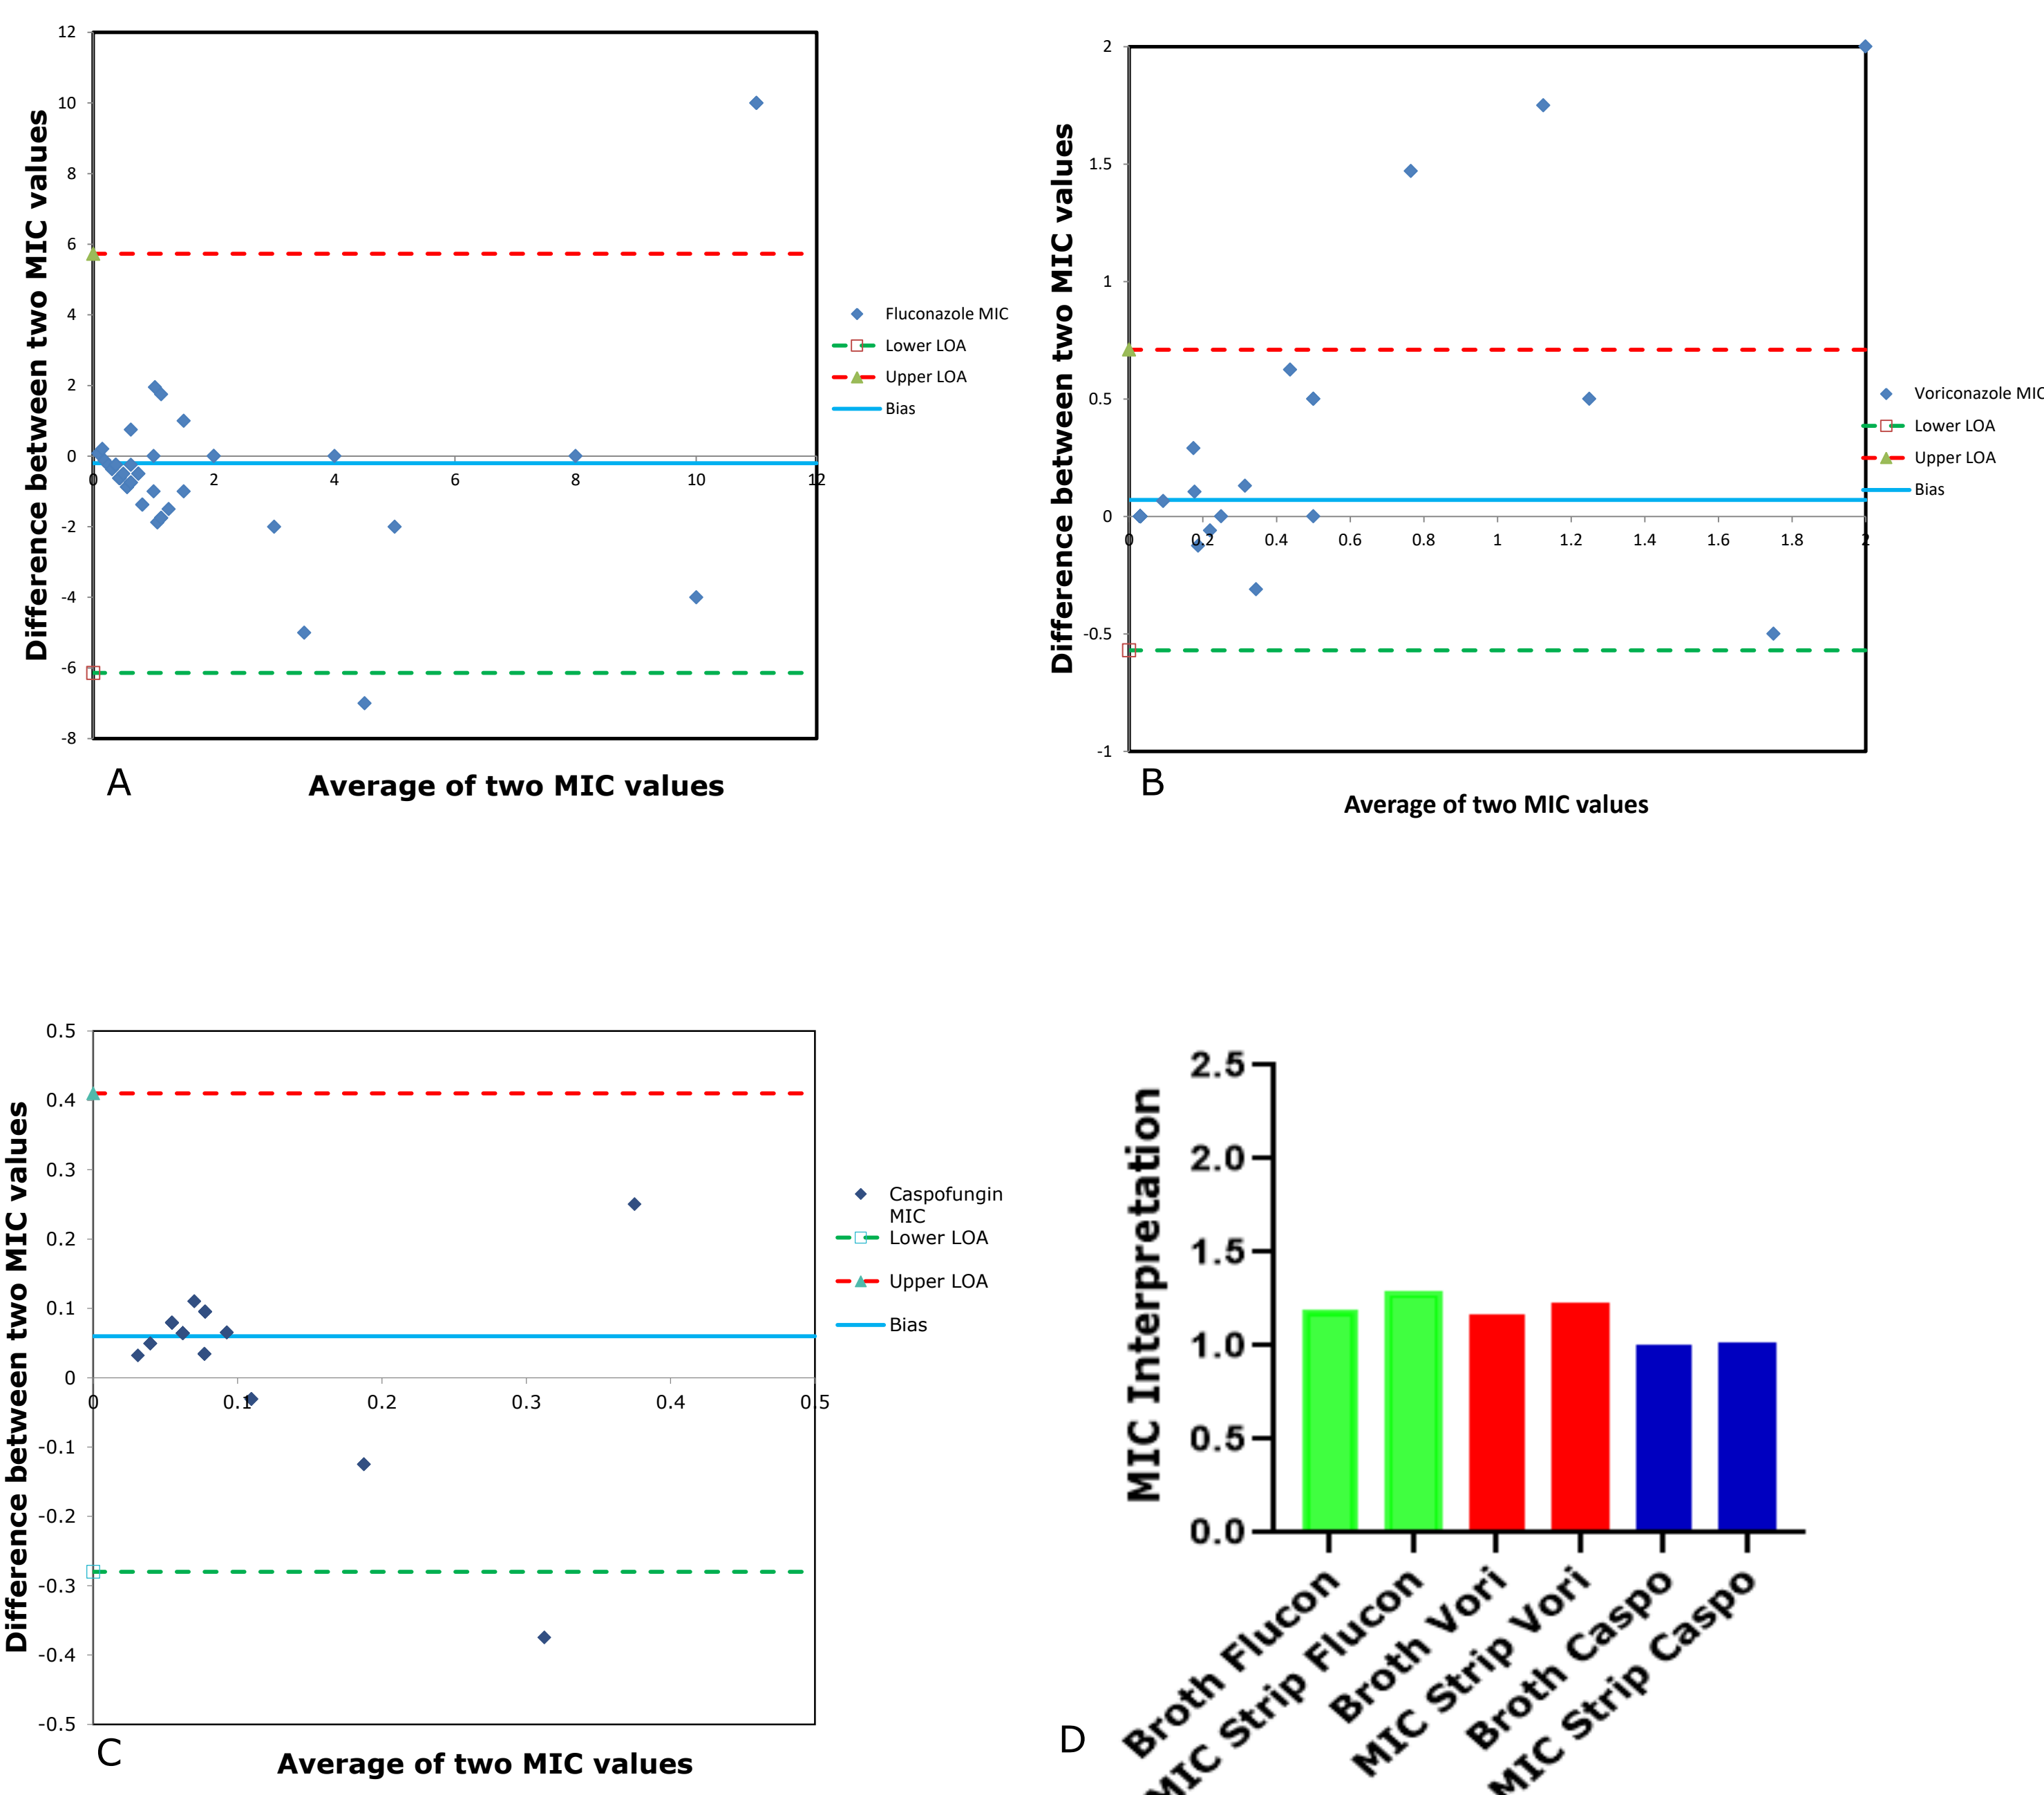 12
10
8
6
4
2
0
-2
-4
-6
-8
0 2 4 6 8 10 12
Difference between two MIC values
Average of two MIC values
Fluconazole MIC
Lower LOA
Upper LOA
Bias
A
2
1.5
1
0.5
0
-0.5
-1
0 0.2 0.4 0.6 0.8 1 1.2 1.4 1.6 1.8 2
Difference between two MIC values
Average of two MIC values
Voriconazole MIC
Lower LOA
Upper LOA
Bias
B
0.5
0.4
0.3
0.2
0.1
0
-0.1
-0.2
-0.3
-0.4
-0.5
0 0.1 0.2 0.3 0.4 0.5
Difference between two MIC values
Average of two MIC values
Caspofungin
MIC
Lower LOA
Upper LOA
Bias
C
2.5
2.0
1.5
1.0
0.5
0.0
MIC Interpretation
Broth Flucon
MIC Strip Flucon
Broth Vori
MIC Strip Vori
Broth Caspo
MIC Strip Caspo
D